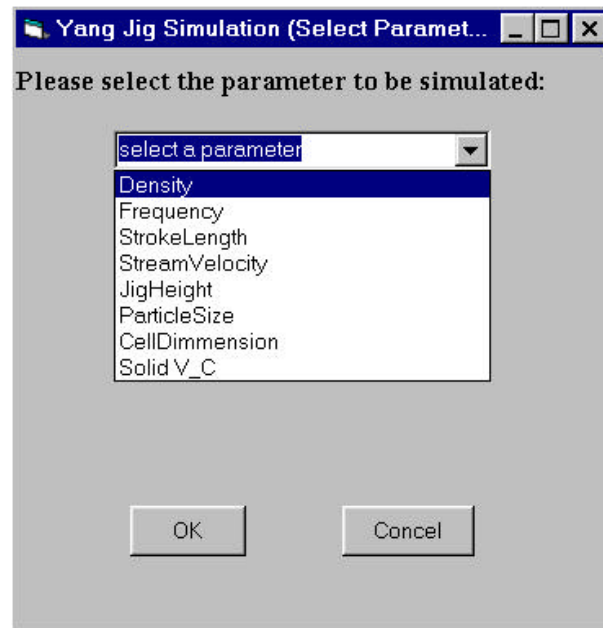 Yang Jig Simulation (Select Paramet...
Please select the parameter to be simulated:
select a parameter
Density
Frequency
StrokeLength
StreamVelocity
JigHeight
ParticleSize
CellDimmension
Solid V_C
OK
Concel